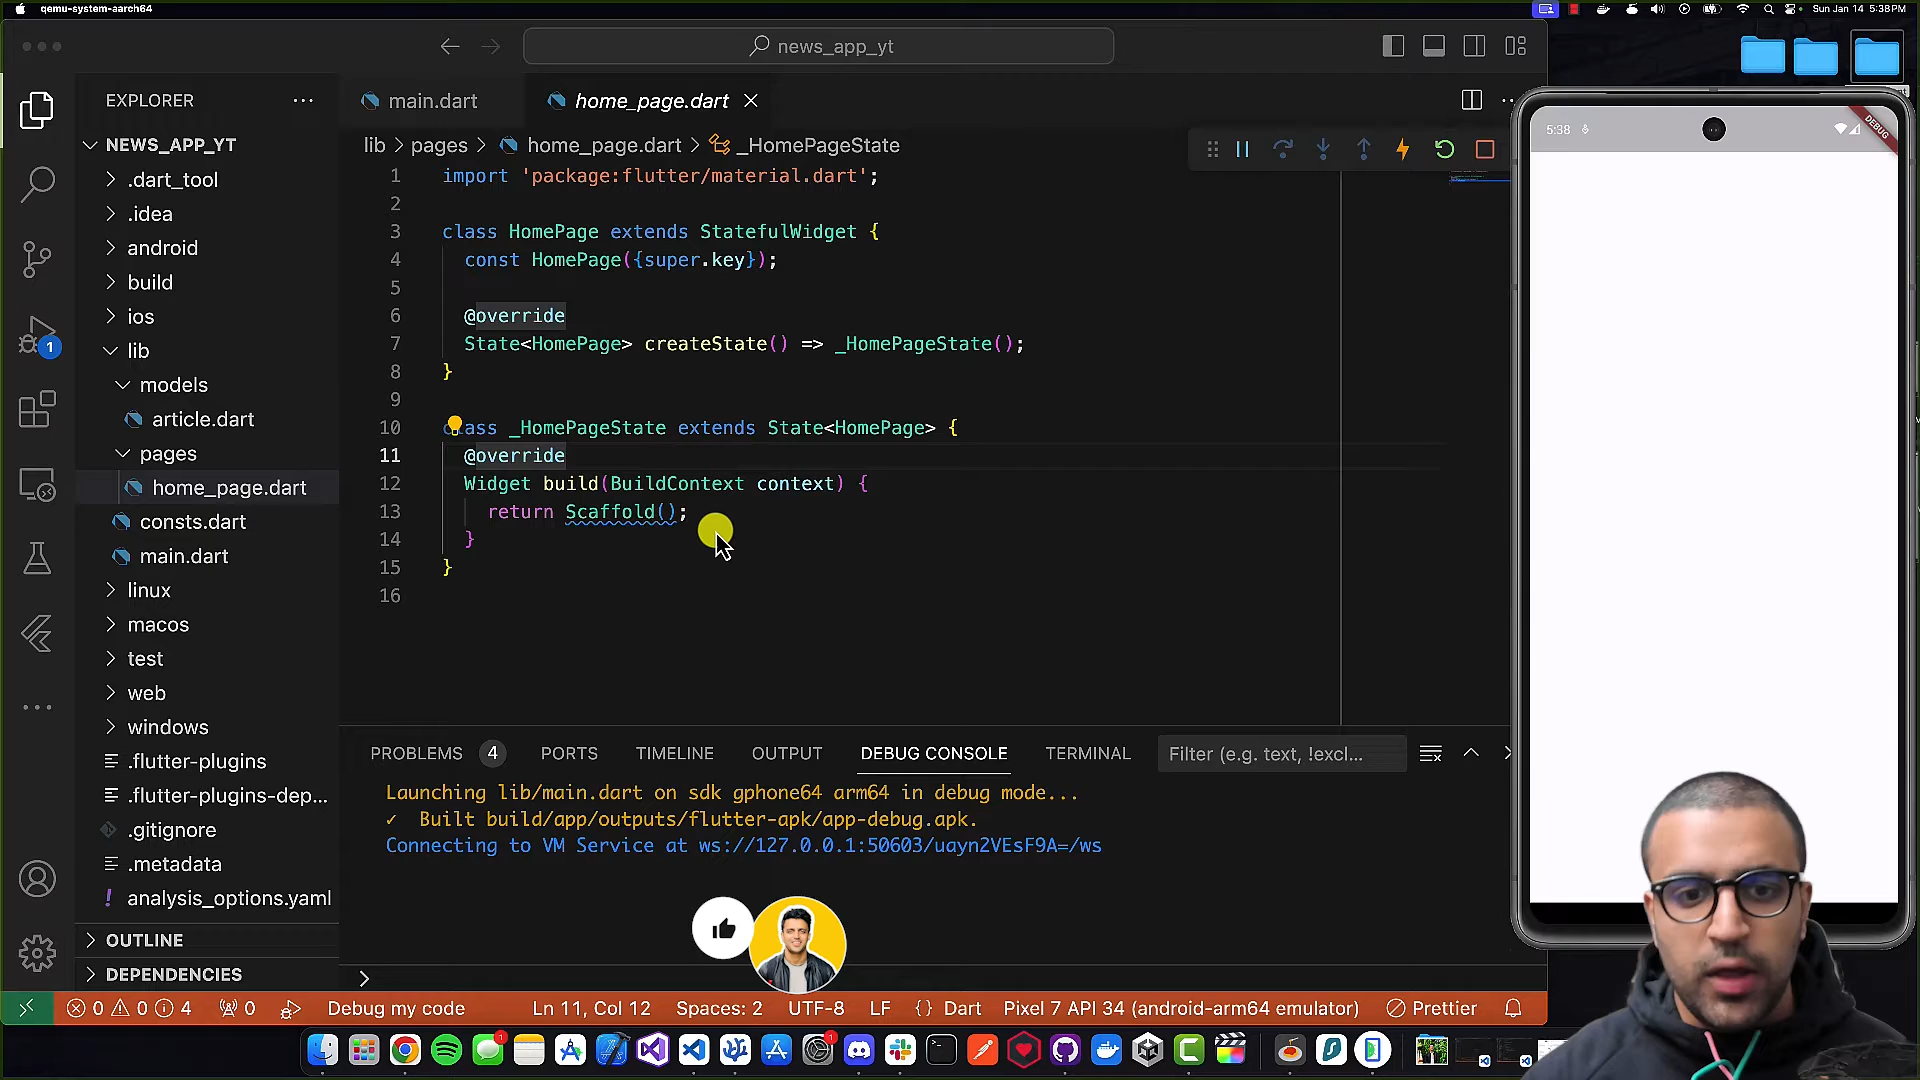 qemu-system-aarch64
Sun Jan 14 5:38PM
news_app_yt
EXPLORER
NEWS_APP_YT
.dart_tool
.idea
android
build
ios
lib
models
article.dart
pages
home_page.dart
consts.dart
main.dart
linux
macos
test
web
windows
.flutter-plugins
.flutter-plugins-dep...
.gitignore
.metadata
analysis_options.yaml
OUTLINE
DEPENDENCIES
1
main.dart
home_page.dart
lib > pages > home_page.dart > _HomePageState
1 import 'package:flutter/material.dart';
2
3 class HomePage extends StatefulWidget {
4 const HomePage({super.key});
5
6 @override
7 State<HomePage> createState() => _HomePageState();
8 }
9
10 class _HomePageState extends State<HomePage> {
11 @override
12 Widget build(BuildContext context) {
13 return Scaffold();
14 }
15 }
16
PROBLEMS 4 PORTS TIMELINE OUTPUT DEBUG CONSOLE TERMINAL Filter (e.g. text, !excl...
Launching lib/main.dart on sdk gphone64 arm64 in debug mode...
✓ Built build/app/outputs/flutter-apk/app-debug.apk.
Connecting to VM Service at ws://127.0.0.1:50603/uayn2VEsF9A=/ws
>
0 0 4 0 Debug my code Ln 11, Col 12 Spaces: 2 UTF-8 LF {} Dart Pixel 7 API 34 (android-arm64 emulator) Prettier
5:38
DEBUG
1
1